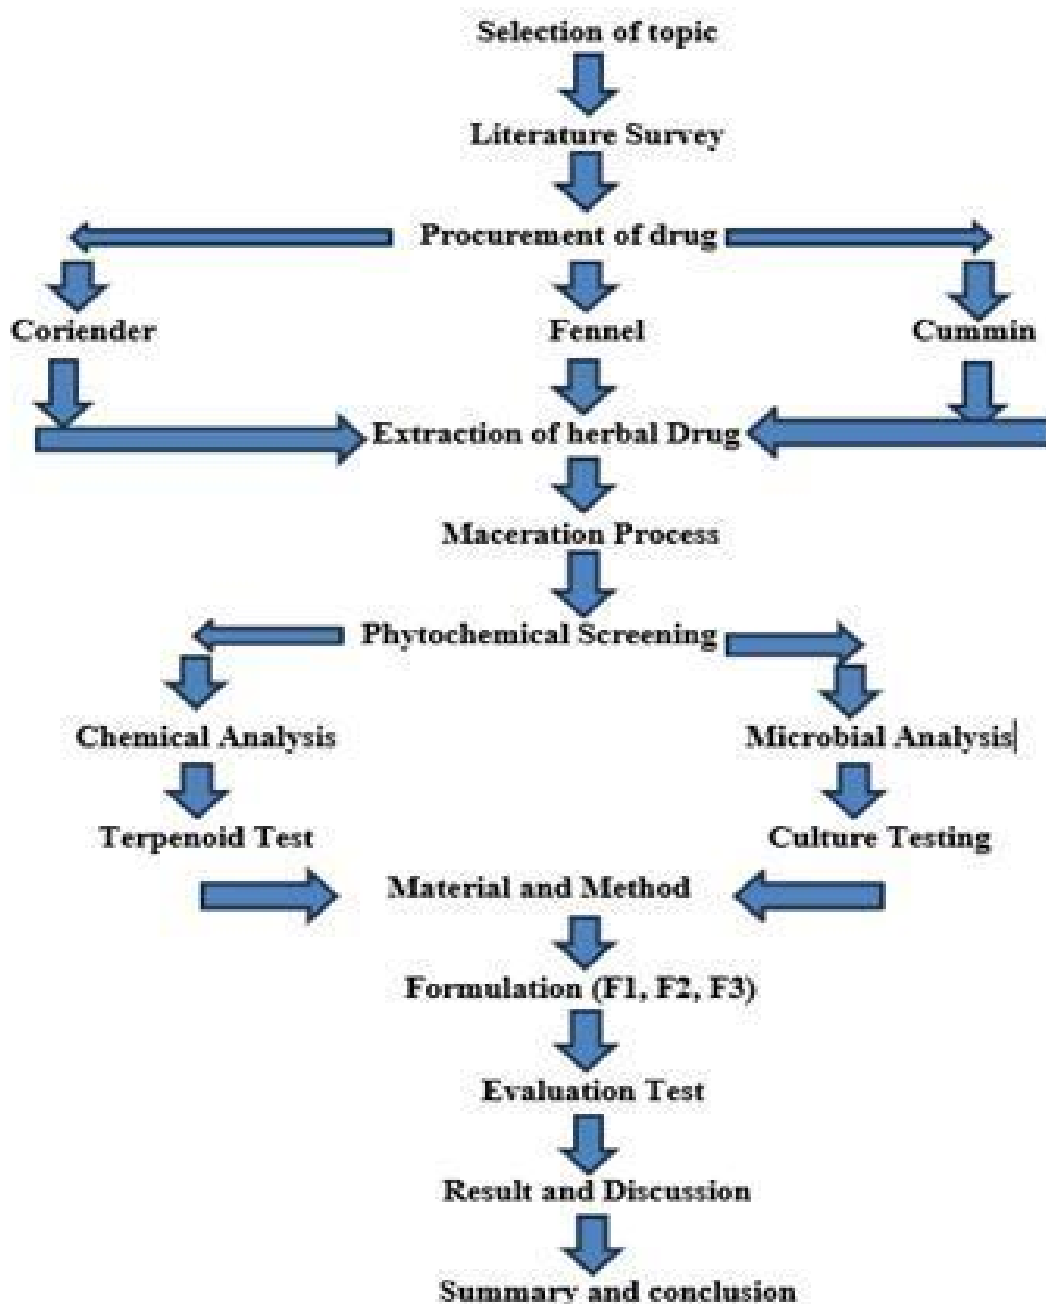 Selection of topic
Literature Survey
Procurement of drug
Coriender Fennel Cummin
Extraction of herbal Drug
Maceration Process
Phytochemical Screening
Chemical Analysis Microbial Analysis
Terpenoid Test Culture Testing
Material and Method
Formulation (F1, F2, F3)
Evaluation Test
Result and Discussion
Summary and conclusion